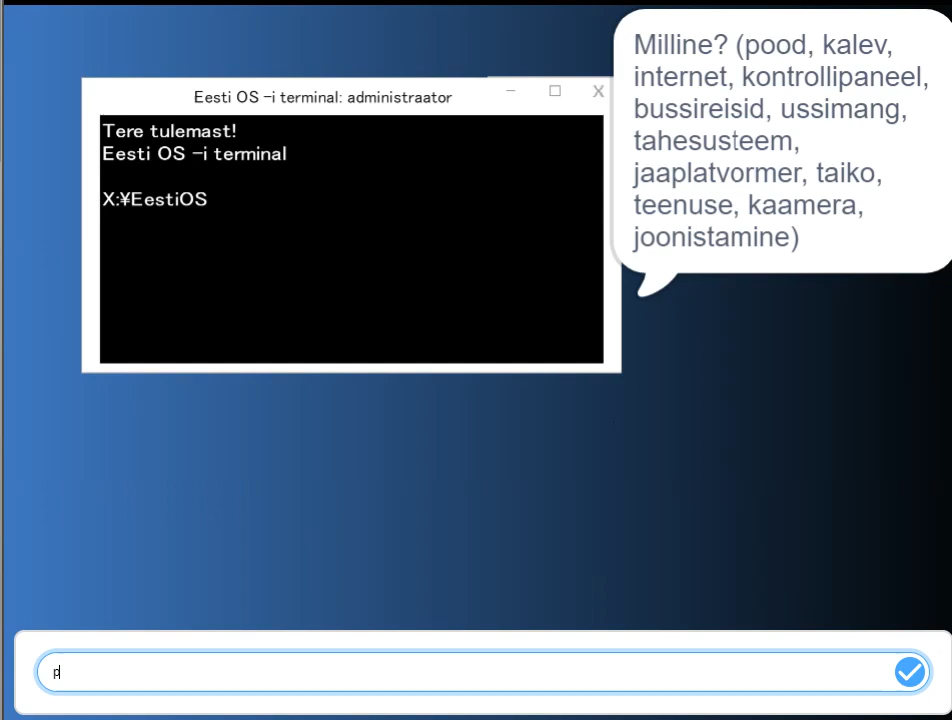 Eesti OS -i terminal: administraator
Tere tulemast!
Eesti OS -i terminal
X:¥EestiOS
Milline? (pood, kalev,
internet, kontrollipaneel,
bussireisid, ussimang,
tahesusteem,
jaaplatvormer, taiko,
teenuse, kaamera,
joonistamine)
p